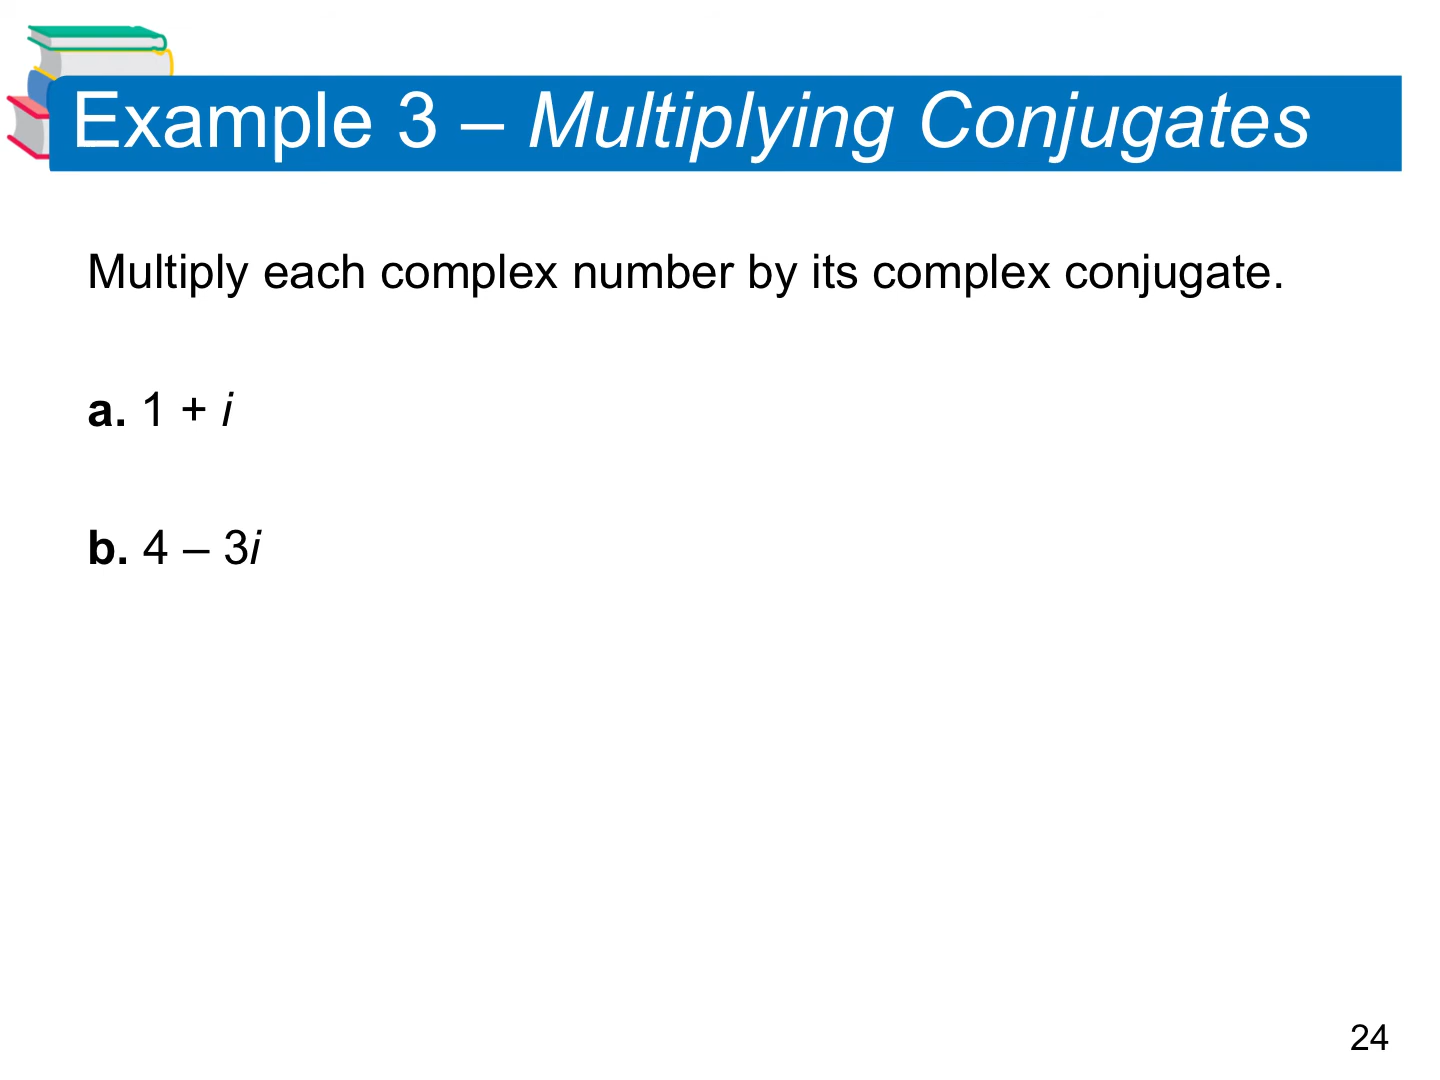 Example 3 – Multiplying Conjugates
Multiply each complex number by its complex conjugate.
a. 1 + i
b. 4 – 3i
24